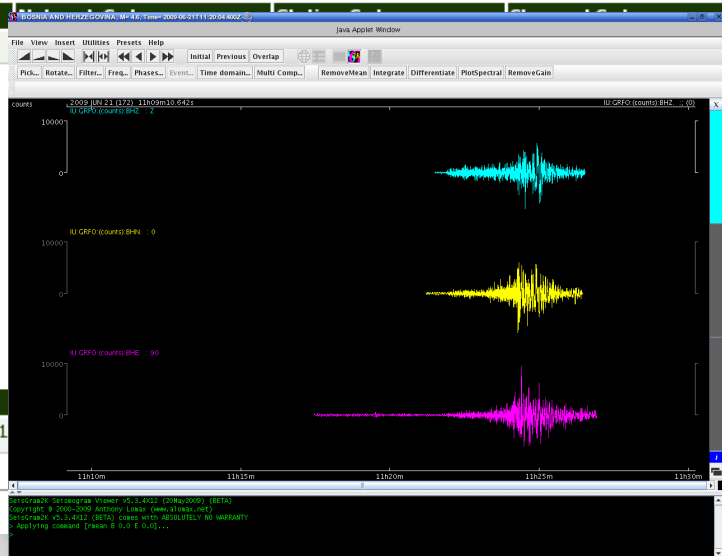 BOSNIA AND HERZEGOVINA, M= 4.6, Time= 2009-06-21T11:20:04.400Z
Java Applet Window
File View Insert Utilities Presets Help
Initial Previous Overlap
Pick... Rotate... Filter... Freq... Phases... Event... Time domain... Multi Comp... RemoveMean Integrate Differentiate PlotSpectral RemoveGain
counts 2009 JUN 21 (172) 11h09m10.642s IU:GRFO:(counts):BHZ. :; (0) X
IU:GRFO:(counts):BHZ. : Z
10000
0
IU:GRFO:(counts):BHN. : 0
10000
0
IU:GRFO:(counts):BHE. : 90
10000
0
11h10m 11h15m 11h20m 11h25m 11h30m
SeisGram2K Seismogram Viewer v5.3.4X12 (20May2009) (BETA)
Copyright © 2000-2009 Anthony Lomax (www.alomax.net)
SeisGram2K v5.3.4X12 (BETA) comes with ABSOLUTELY NO WARRANTY
> Applying command [rmean B 0.0 E 0.0]...
>